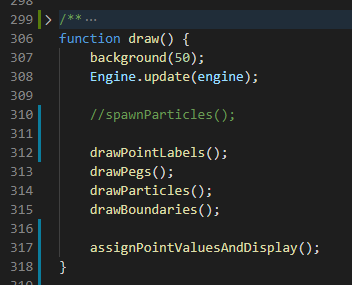 298
299 > /** ...
306 function draw() {
307 background(50);
308 Engine.update(engine);
309
310 //spawnParticles();
311
312 drawPointLabels();
313 drawPegs();
314 drawParticles();
315 drawBoundaries();
316
317 assignPointValuesAndDisplay();
318 }